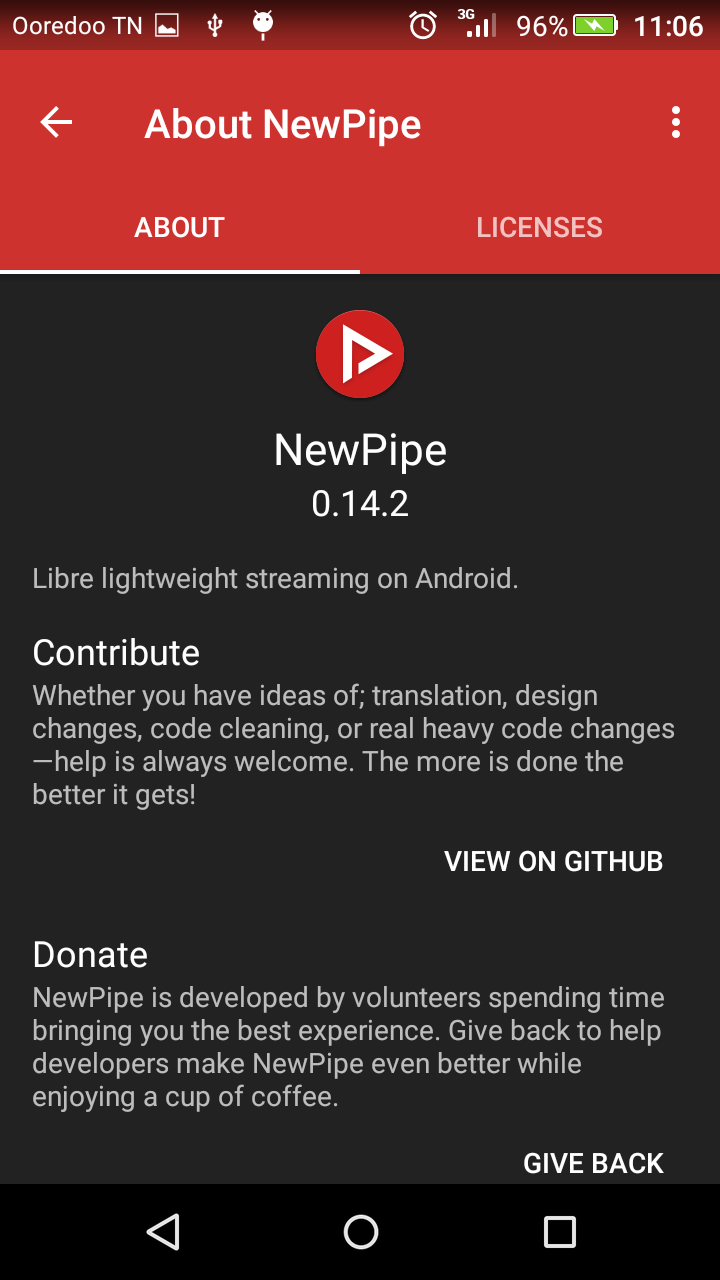 Ooredoo TN 3G 96% 11:06
About NewPipe
ABOUT LICENSES
NewPipe
0.14.2
Libre lightweight streaming on Android.
Contribute
Whether you have ideas of; translation, design
changes, code cleaning, or real heavy code changes
—help is always welcome. The more is done the
better it gets!
VIEW ON GITHUB
Donate
NewPipe is developed by volunteers spending time
bringing you the best experience. Give back to help
developers make NewPipe even better while
enjoying a cup of coffee.
GIVE BACK